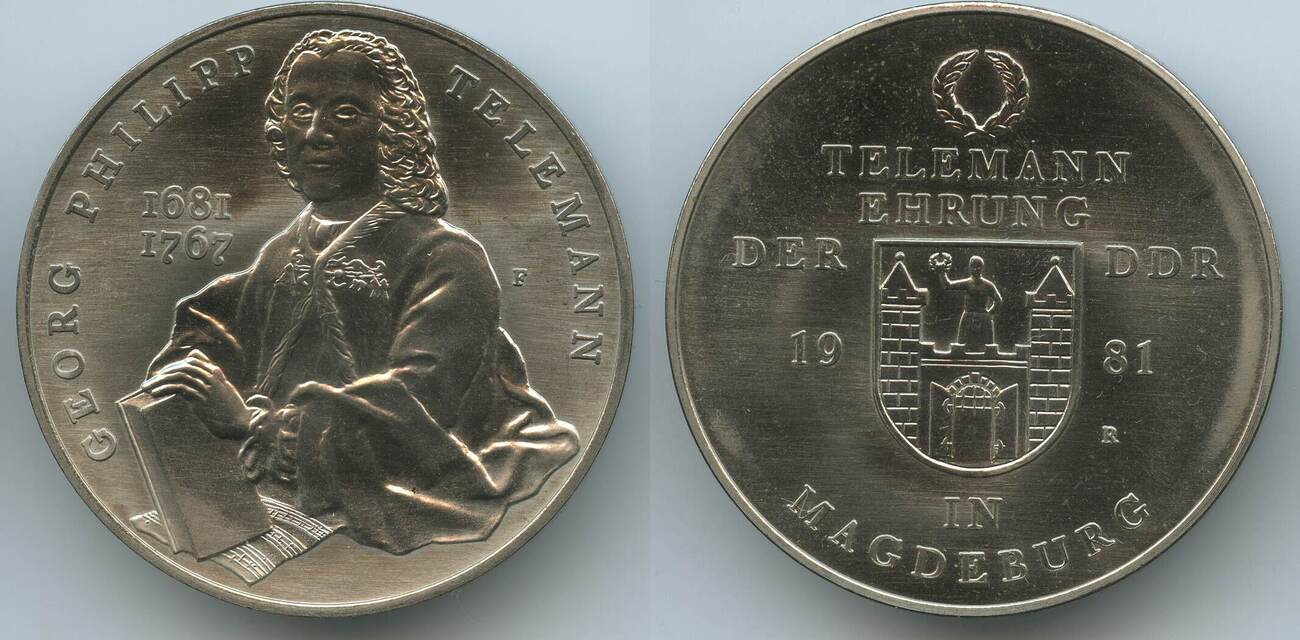 GEORG PHILIPP TELEMANN
1681
1767
F
TELEMANN
EHRUNG
DER DDR
19 81
R
IN
MAGDEBURG